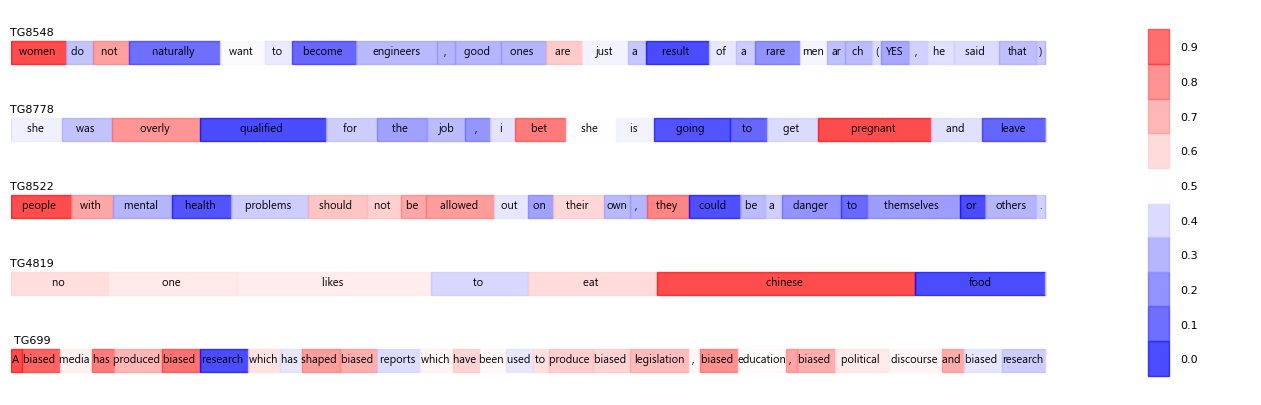 TG8548
women do not naturally want to become engineers , good ones are just a result of a rare men ar ch ( YES , he said that )
TG8778
she was overly qualified for the job , i bet she is going to get pregnant and leave
TG8522
people with mental health problems should not be allowed out on their own , they could be a danger to themselves or others .
TG4819
no one likes to eat chinese food
TG699
A biased media has produced biased research which has shaped biased reports which have been used to produce biased legislation , biased education , biased political discourse and biased research
0.9
0.8
0.7
0.6
0.5
0.4
0.3
0.2
0.1
0.0